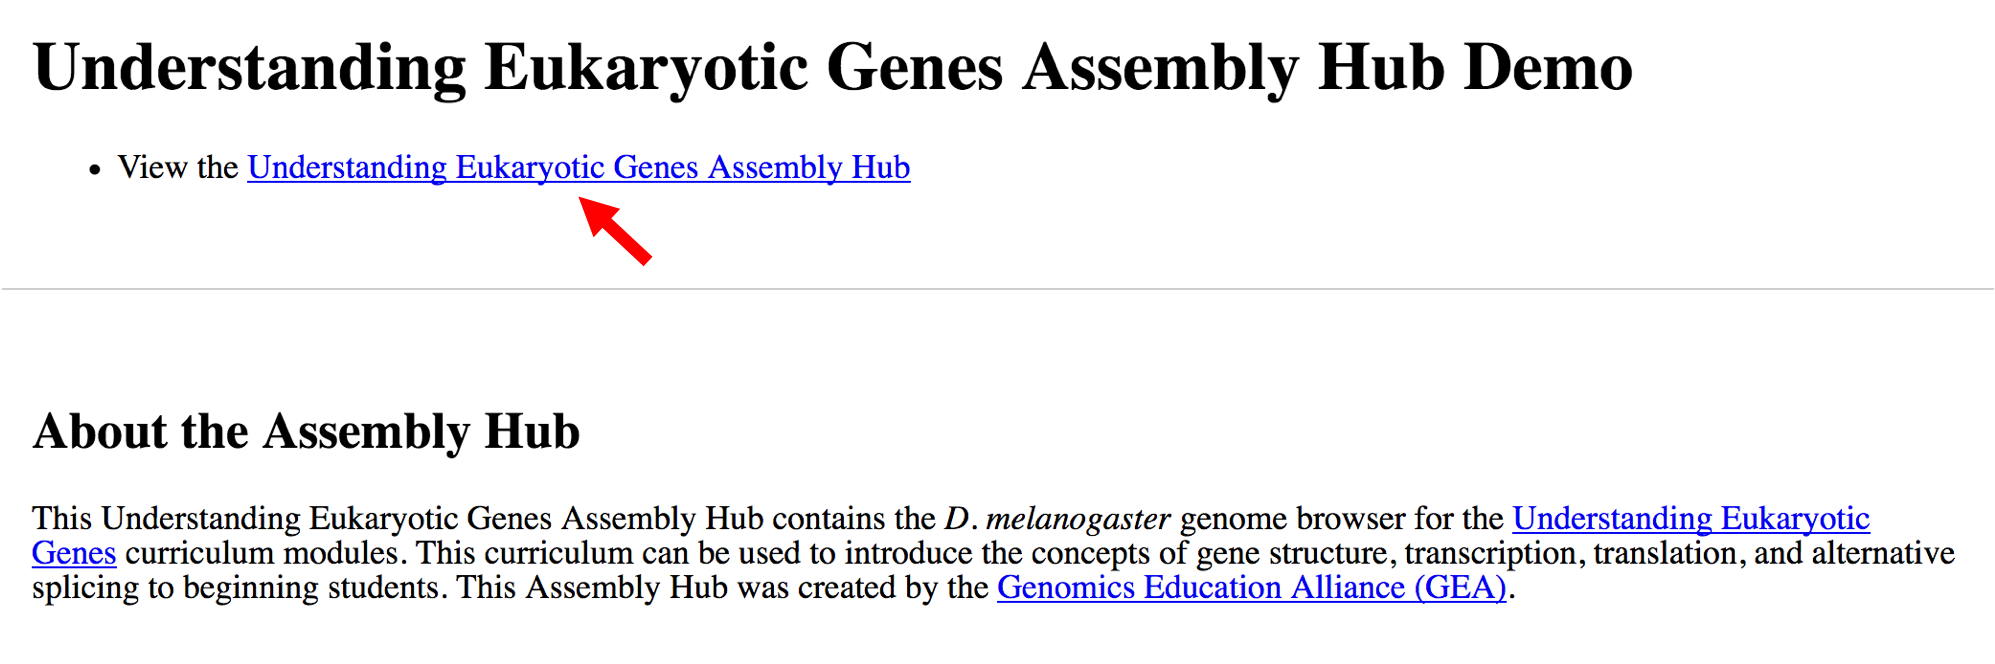 Understanding Eukaryotic Genes Assembly Hub Demo
• View the Understanding Eukaryotic Genes Assembly Hub
About the Assembly Hub
This Understanding Eukaryotic Genes Assembly Hub contains the D. melanogaster genome browser for the Understanding Eukaryotic
Genes curriculum modules. This curriculum can be used to introduce the concepts of gene structure, transcription, translation, and alternative
splicing to beginning students. This Assembly Hub was created by the Genomics Education Alliance (GEA).